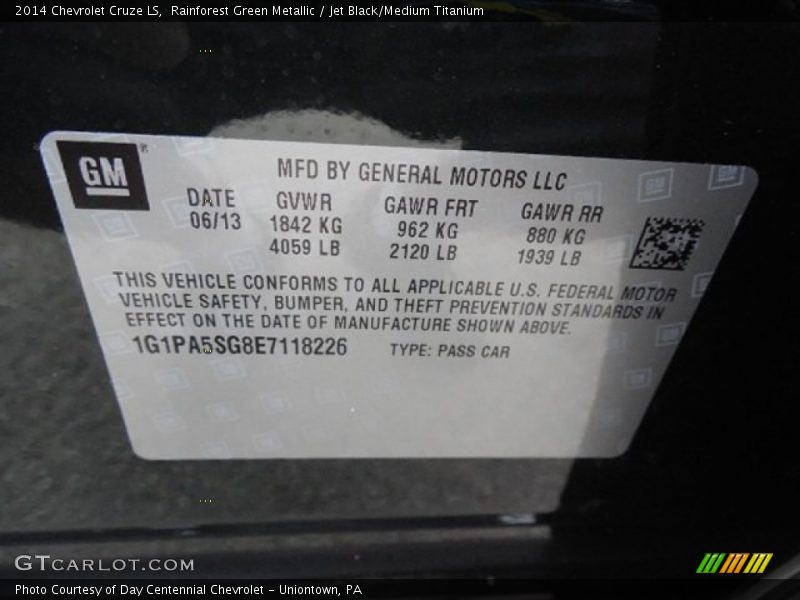 2014 Chevrolet Cruze LS,  Rainforest Green Metallic / Jet Black/Medium Titanium
GM
MFD BY GENERAL MOTORS LLC
DATE GVWR GAWR FRT GAWR RR
06/13 1842 KG 962 KG 880 KG
4059 LB 2120 LB 1939 LB
THIS VEHICLE CONFORMS TO ALL APPLICABLE U.S. FEDERAL MOTOR
VEHICLE SAFETY, BUMPER, AND THEFT PREVENTION STANDARDS IN
EFFECT ON THE DATE OF MANUFACTURE SHOWN ABOVE.
1G1PA5SG8E7118226 TYPE: PASS CAR
GTCARLOT.COM
Photo Courtesy of Day Centennial Chevrolet - Uniontown, PA